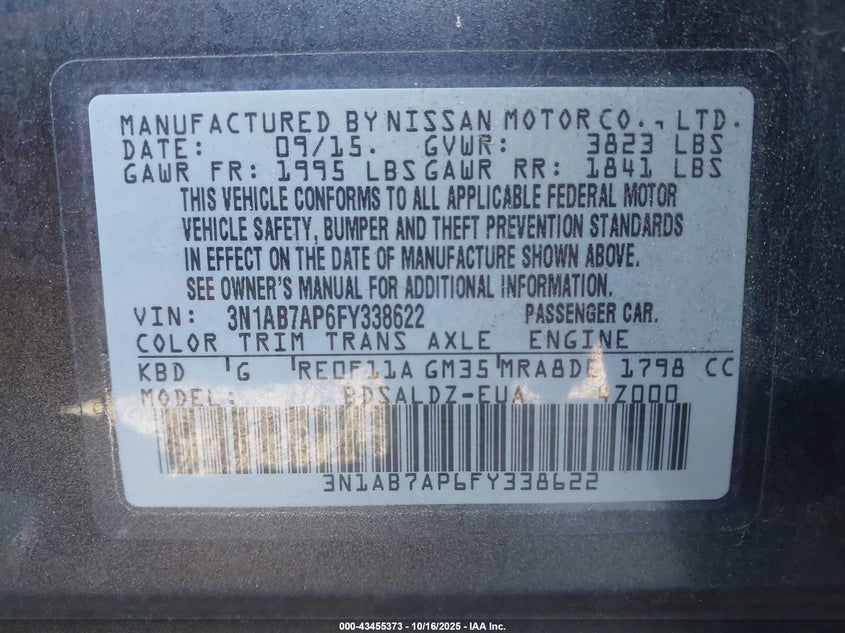 MANUFACTURED BY NISSAN MOTOR CO., LTD.
DATE: 09/15. GVWR: 3823 LBS
GAWR FR: 1995 LBS GAWR RR: 1841 LBS
THIS VEHICLE CONFORMS TO ALL APPLICABLE FEDERAL MOTOR
VEHICLE SAFETY, BUMPER AND THEFT PREVENTION STANDARDS
IN EFFECT ON THE DATE OF MANUFACTURE SHOWN ABOVE.
SEE OWNER'S MANUAL FOR ADDITIONAL INFORMATION.
VIN: 3N1AB7AP6FY338622 PASSENGER CAR.
COLOR TRIM TRANS AXLE ENGINE
KBD G RE0F11A GM35 MRA8DE 1798 CC
MODEL: BDSALDZ-EUA 4Z000
3N1AB7AP6FY338622
000-43455373 - 10/16/2025 - IAA Inc.